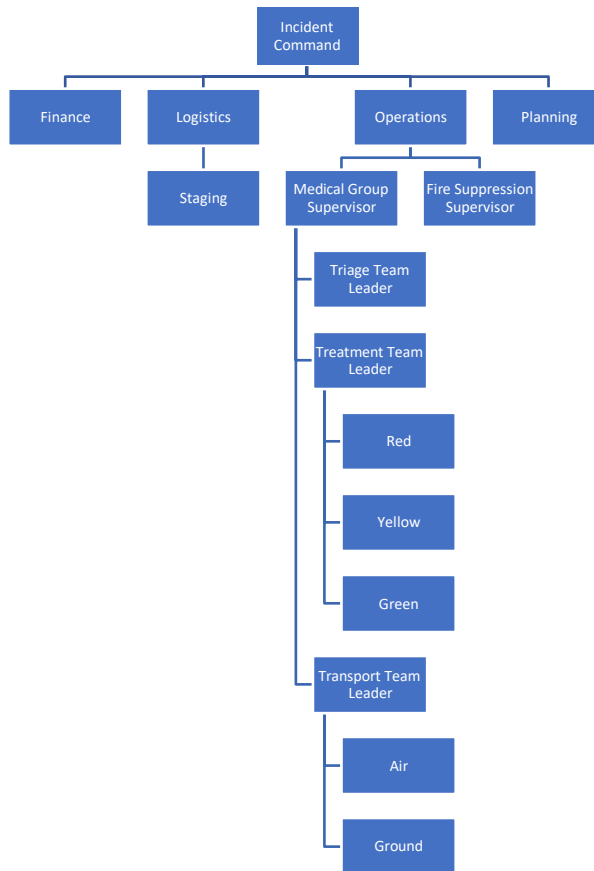 Incident
Command
Finance
Logistics
Operations
Planning
Staging
Medical Group
Supervisor
Fire Suppression
Supervisor
Triage Team
Leader
Treatment Team
Leader
Red
Yellow
Green
Transport Team
Leader
Air
Ground